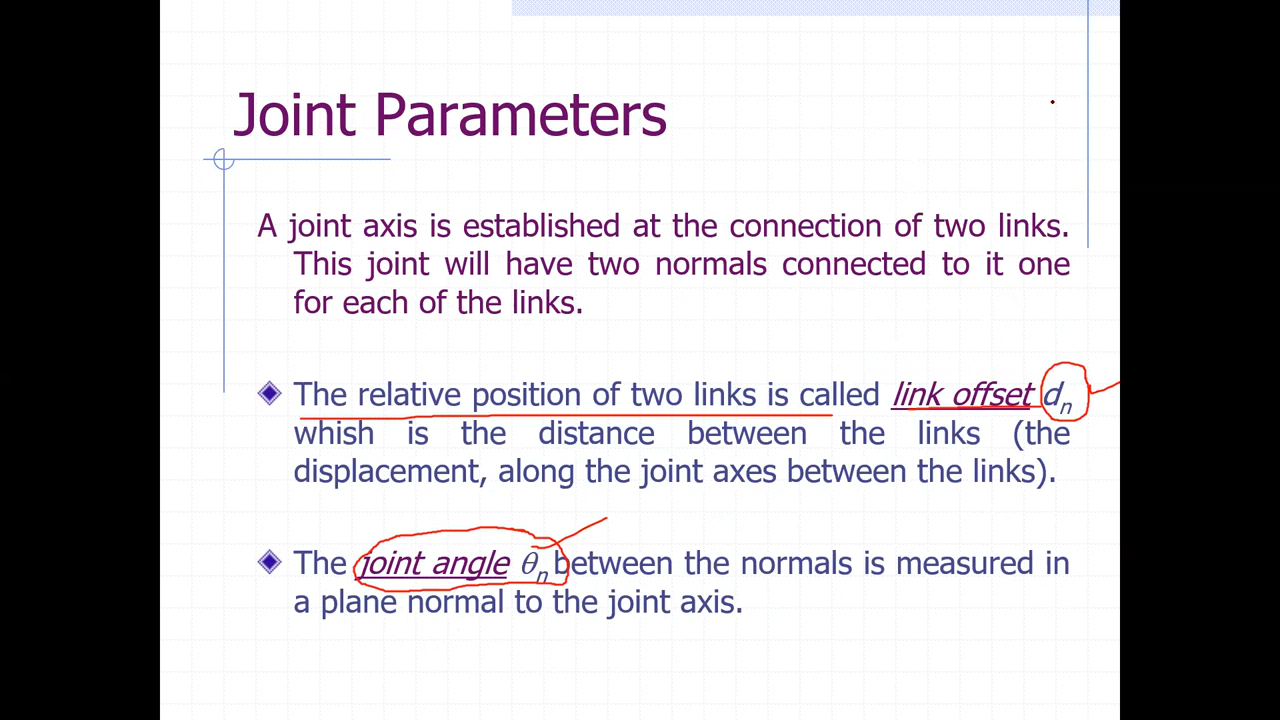 Joint Parameters
A joint axis is established at the connection of two links.
This joint will have two normals connected to it one
for each of the links.
The relative position of two links is called link offset dn
whish is the distance between the links (the
displacement, along the joint axes between the links).
The joint angle θn between the normals is measured in
a plane normal to the joint axis.